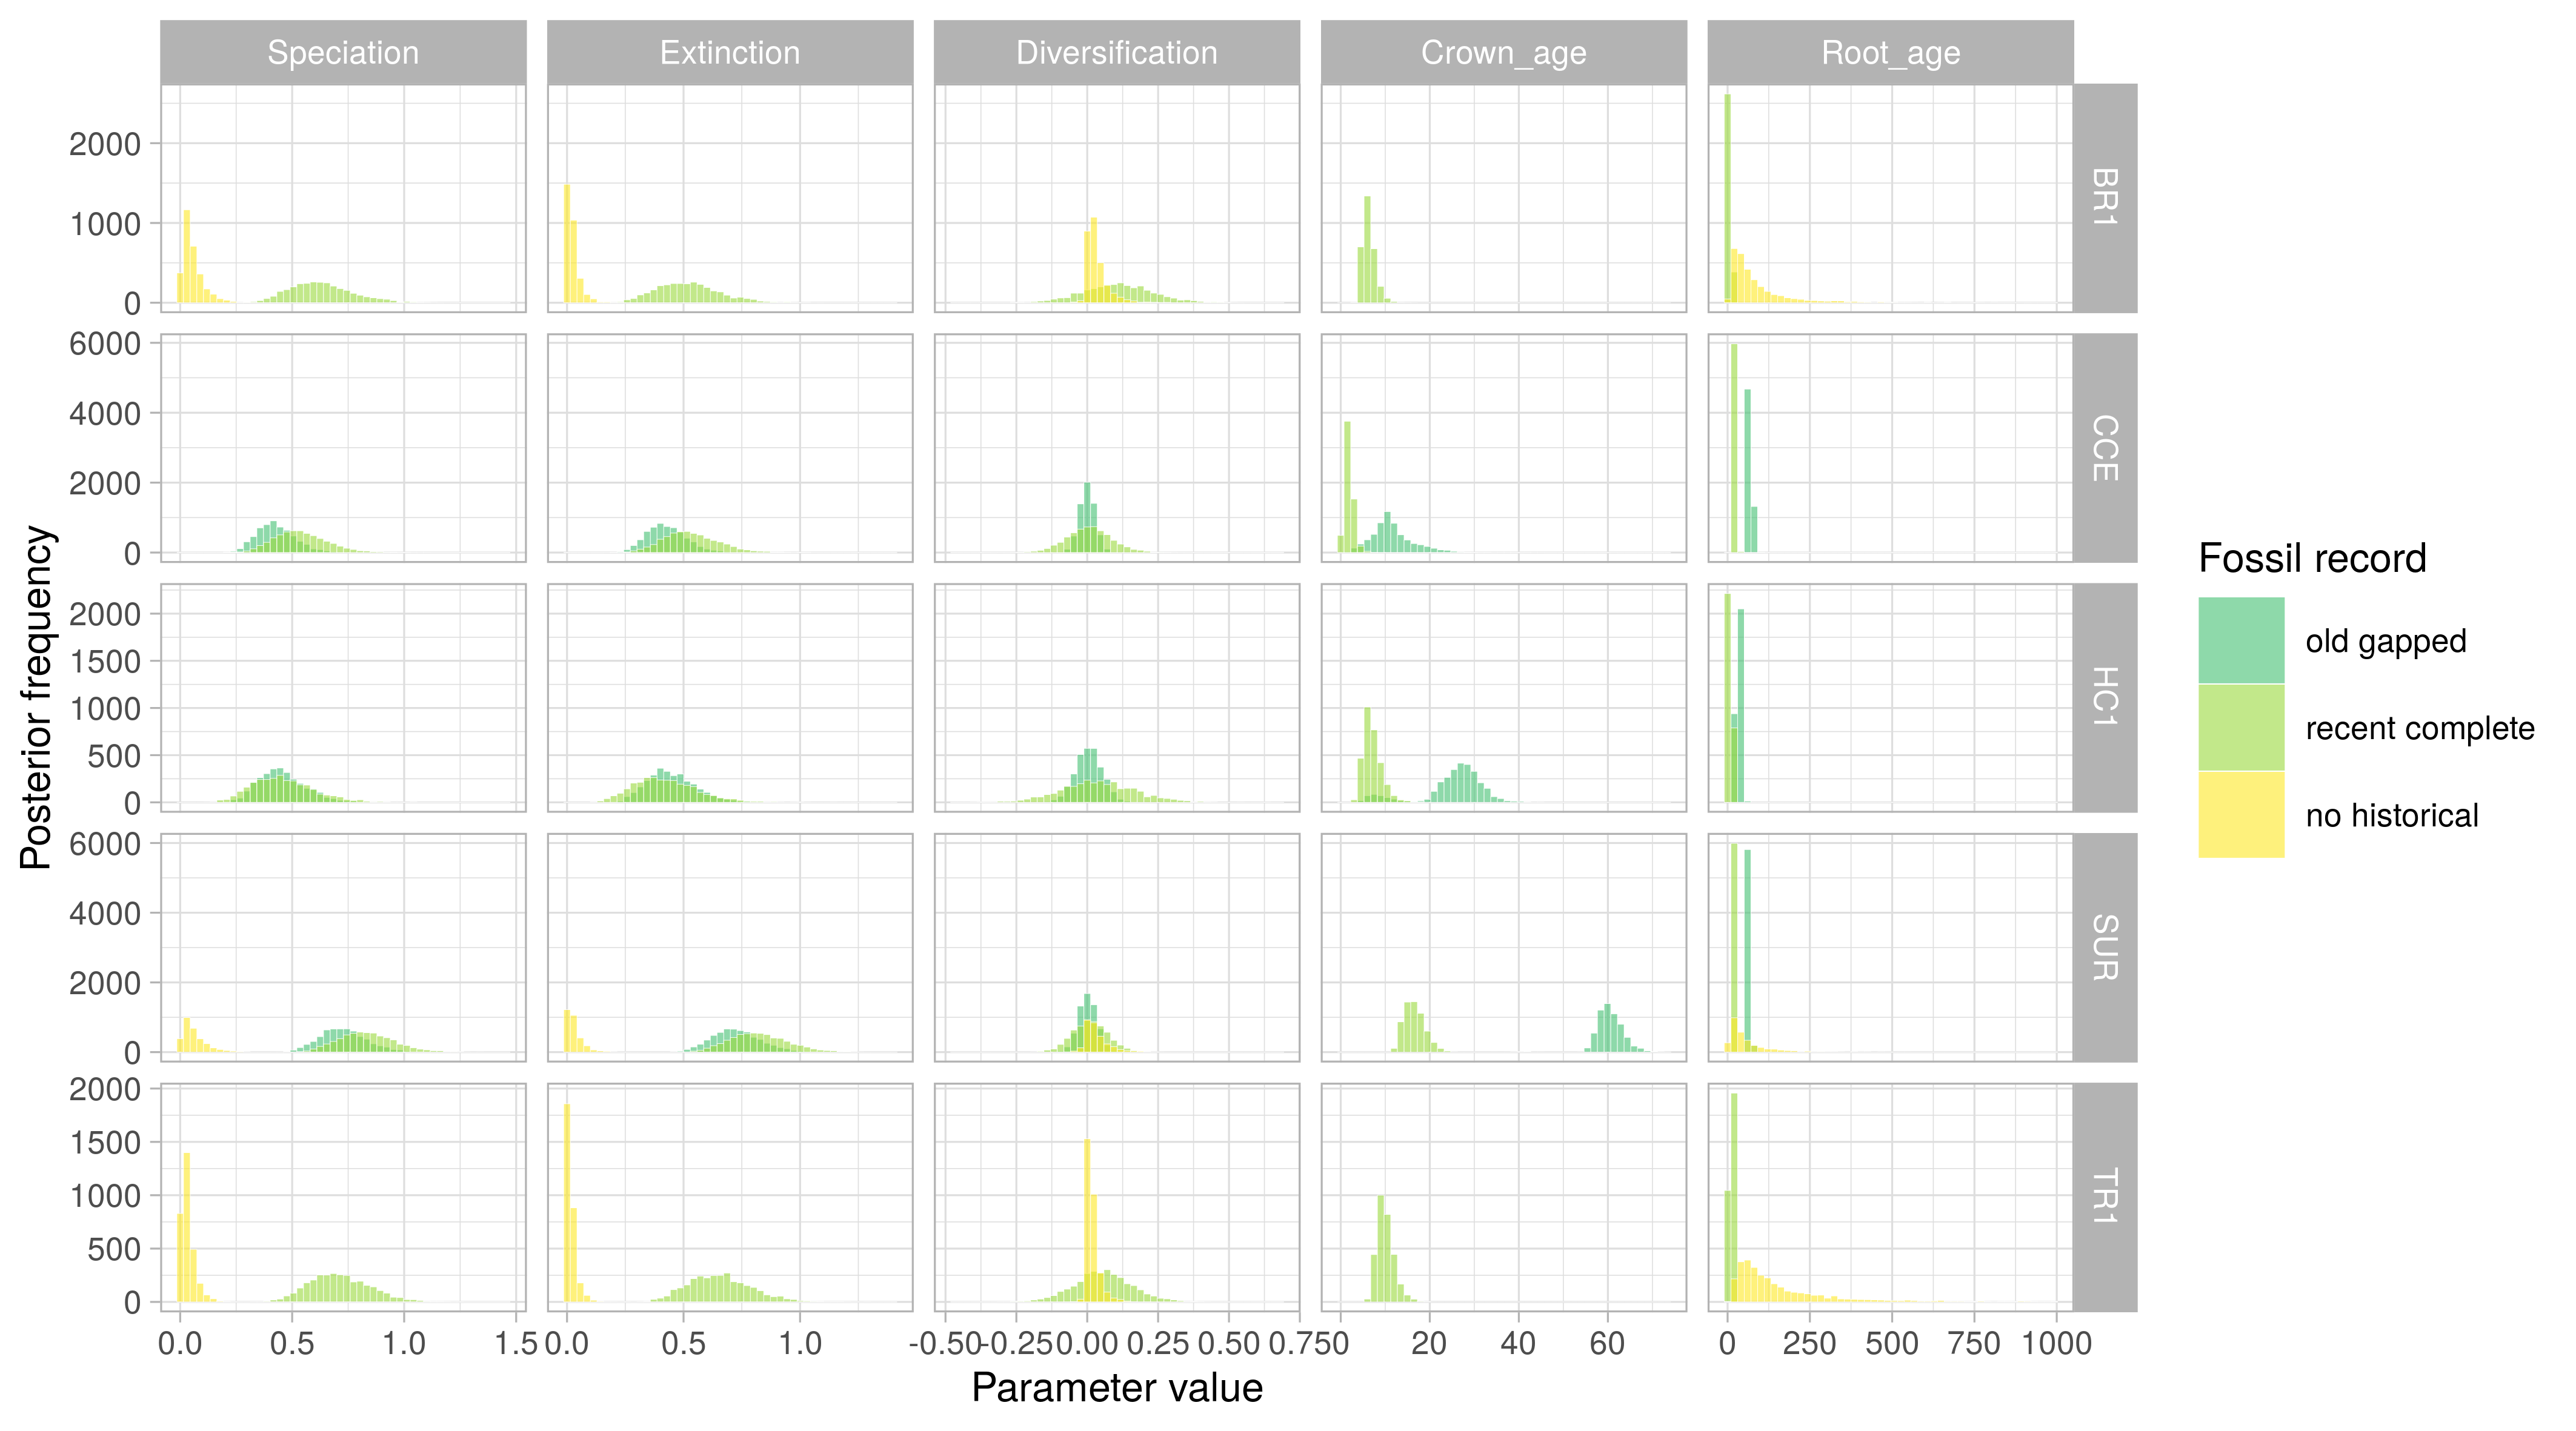 Speciation Extinction Diversification Crown_age Root_age
2000
1000
0
BR1
6000
4000
2000
0
CCE
2000
1500
1000
500
0
HC1
6000
4000
2000
0
SUR
2000
1500
1000
500
0
TR1
0.0 0.5 1.0 1.5 0.0 0.5 1.0 -0.50 -0.25 0.00 0.25 0.50 0.75 0 20 40 60 0 250 500 750 1000
Parameter value
Posterior frequency
Fossil record
old gapped
recent complete
no historical